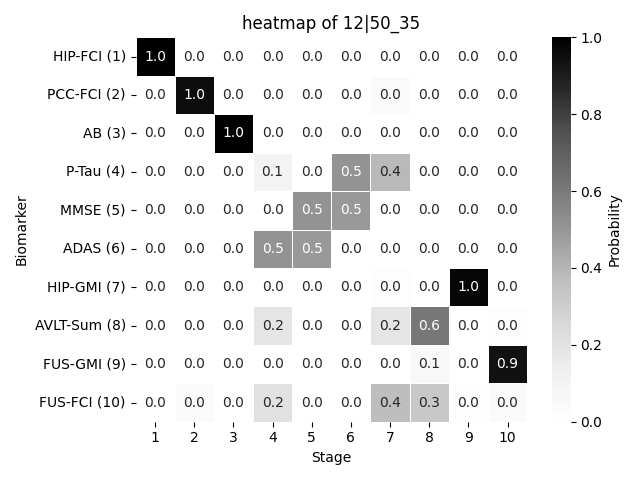 heatmap of 12|50_35
HIP-FCI (1) 1.0 0.0 0.0 0.0 0.0 0.0 0.0 0.0 0.0 0.0
PCC-FCI (2) 0.0 1.0 0.0 0.0 0.0 0.0 0.0 0.0 0.0 0.0
AB (3) 0.0 0.0 1.0 0.0 0.0 0.0 0.0 0.0 0.0 0.0
P-Tau (4) 0.0 0.0 0.0 0.1 0.0 0.5 0.4 0.0 0.0 0.0
MMSE (5) 0.0 0.0 0.0 0.0 0.5 0.5 0.0 0.0 0.0 0.0
ADAS (6) 0.0 0.0 0.0 0.5 0.5 0.0 0.0 0.0 0.0 0.0
HIP-GMI (7) 0.0 0.0 0.0 0.0 0.0 0.0 0.0 0.0 1.0 0.0
AVLT-Sum (8) 0.0 0.0 0.0 0.2 0.0 0.0 0.2 0.6 0.0 0.0
FUS-GMI (9) 0.0 0.0 0.0 0.0 0.0 0.0 0.0 0.1 0.0 0.9
FUS-FCI (10) 0.0 0.0 0.0 0.2 0.0 0.0 0.4 0.3 0.0 0.0
1 2 3 4 5 6 7 8 9 10
Stage
Biomarker
1.0
0.8
0.6
0.4
0.2
0.0
Probability